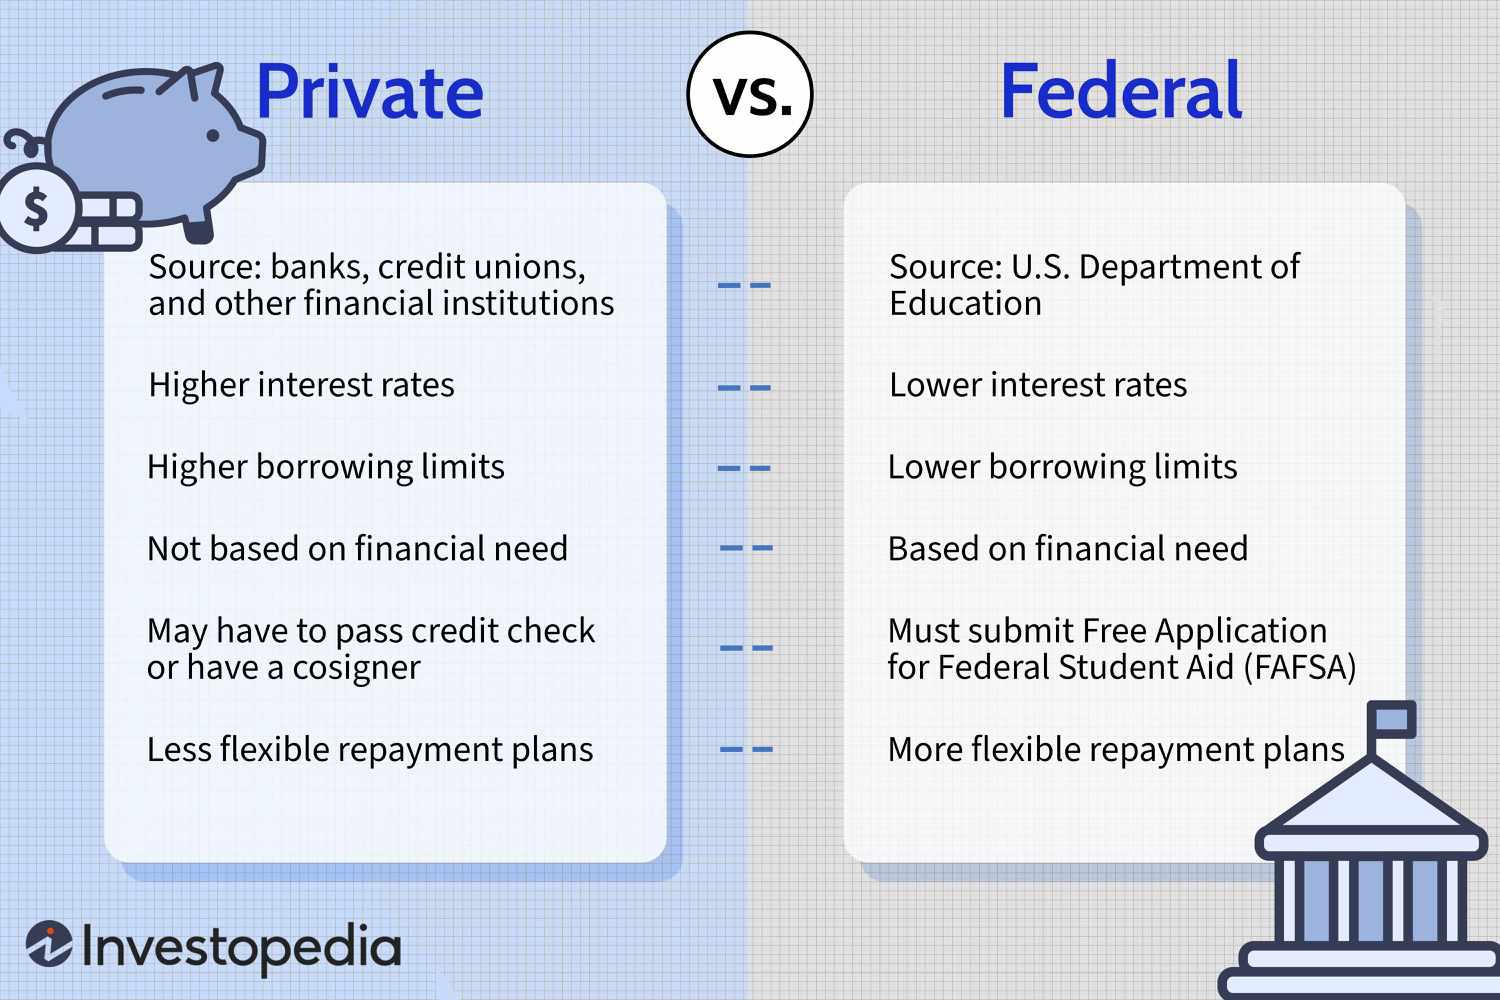 Private
vs.
Federal
$
Source: banks, credit unions,
and other financial institutions
Source: U.S. Department of
Education
Higher interest rates
Lower interest rates
Higher borrowing limits
Lower borrowing limits
Not based on financial need
Based on financial need
May have to pass credit check
or have a cosigner
Must submit Free Application
for Federal Student Aid (FAFSA)
Less flexible repayment plans
More flexible repayment plans
Investopedia